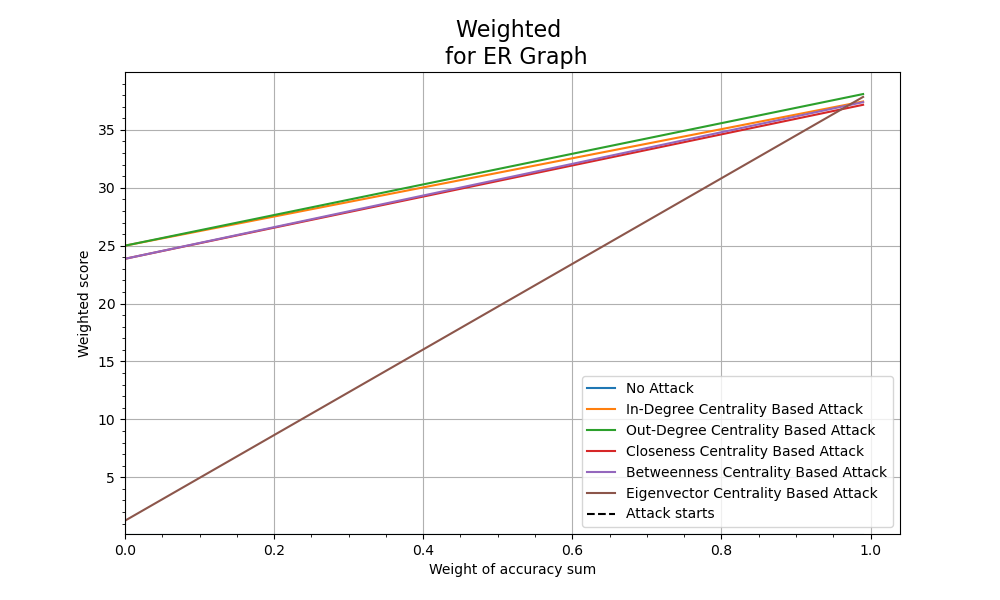 Weighted
for ER Graph
Weighted score
35
30
25
20
15
10
5
No Attack
In-Degree Centrality Based Attack
Out-Degree Centrality Based Attack
Closeness Centrality Based Attack
Betweenness Centrality Based Attack
Eigenvector Centrality Based Attack
Attack starts
0.0 0.2 0.4 0.6 0.8 1.0
Weight of accuracy sum